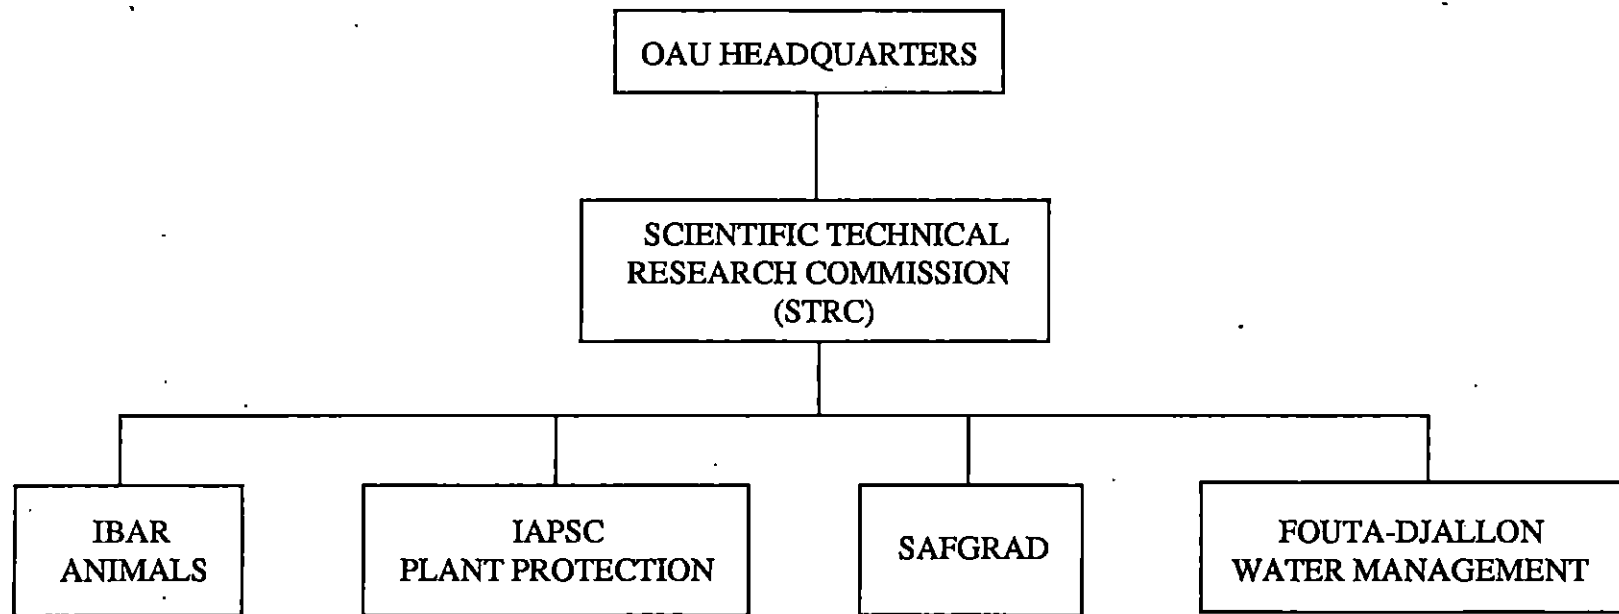 OAU HEADQUARTERS
SCIENTIFIC TECHNICAL
RESEARCH COMMISSION
(STRC)
IBAR
ANIMALS
IAPSC
PLANT PROTECTION
SAFGRAD
FOUTA-DJALLON
WATER MANAGEMENT